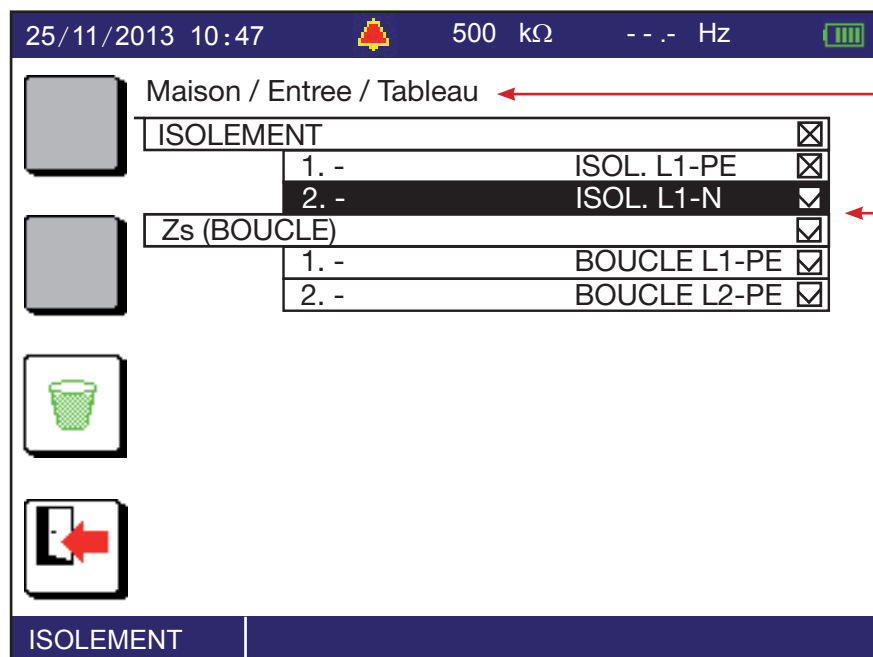 25/11/2013 10:47 500 kΩ - - .- Hz
Maison / Entree / Tableau
ISOLEMENT
1. - ISOL. L1-PE
2. - ISOL. L1-N
Zs (BOUCLE)
1. - BOUCLE L1-PE
2. - BOUCLE L2-PE
ISOLEMENT